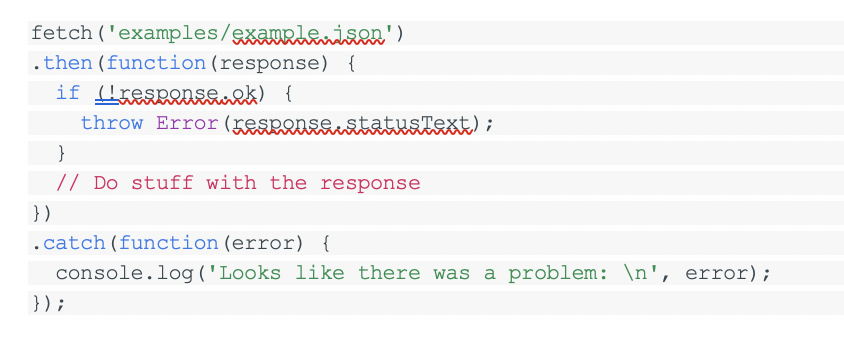 fetch('examples/example.json')
.then(function(response) {
  if (!response.ok) {
    throw Error(response.statusText);
  }
  // Do stuff with the response
})
.catch(function(error) {
  console.log('Looks like there was a problem: \n', error);
});